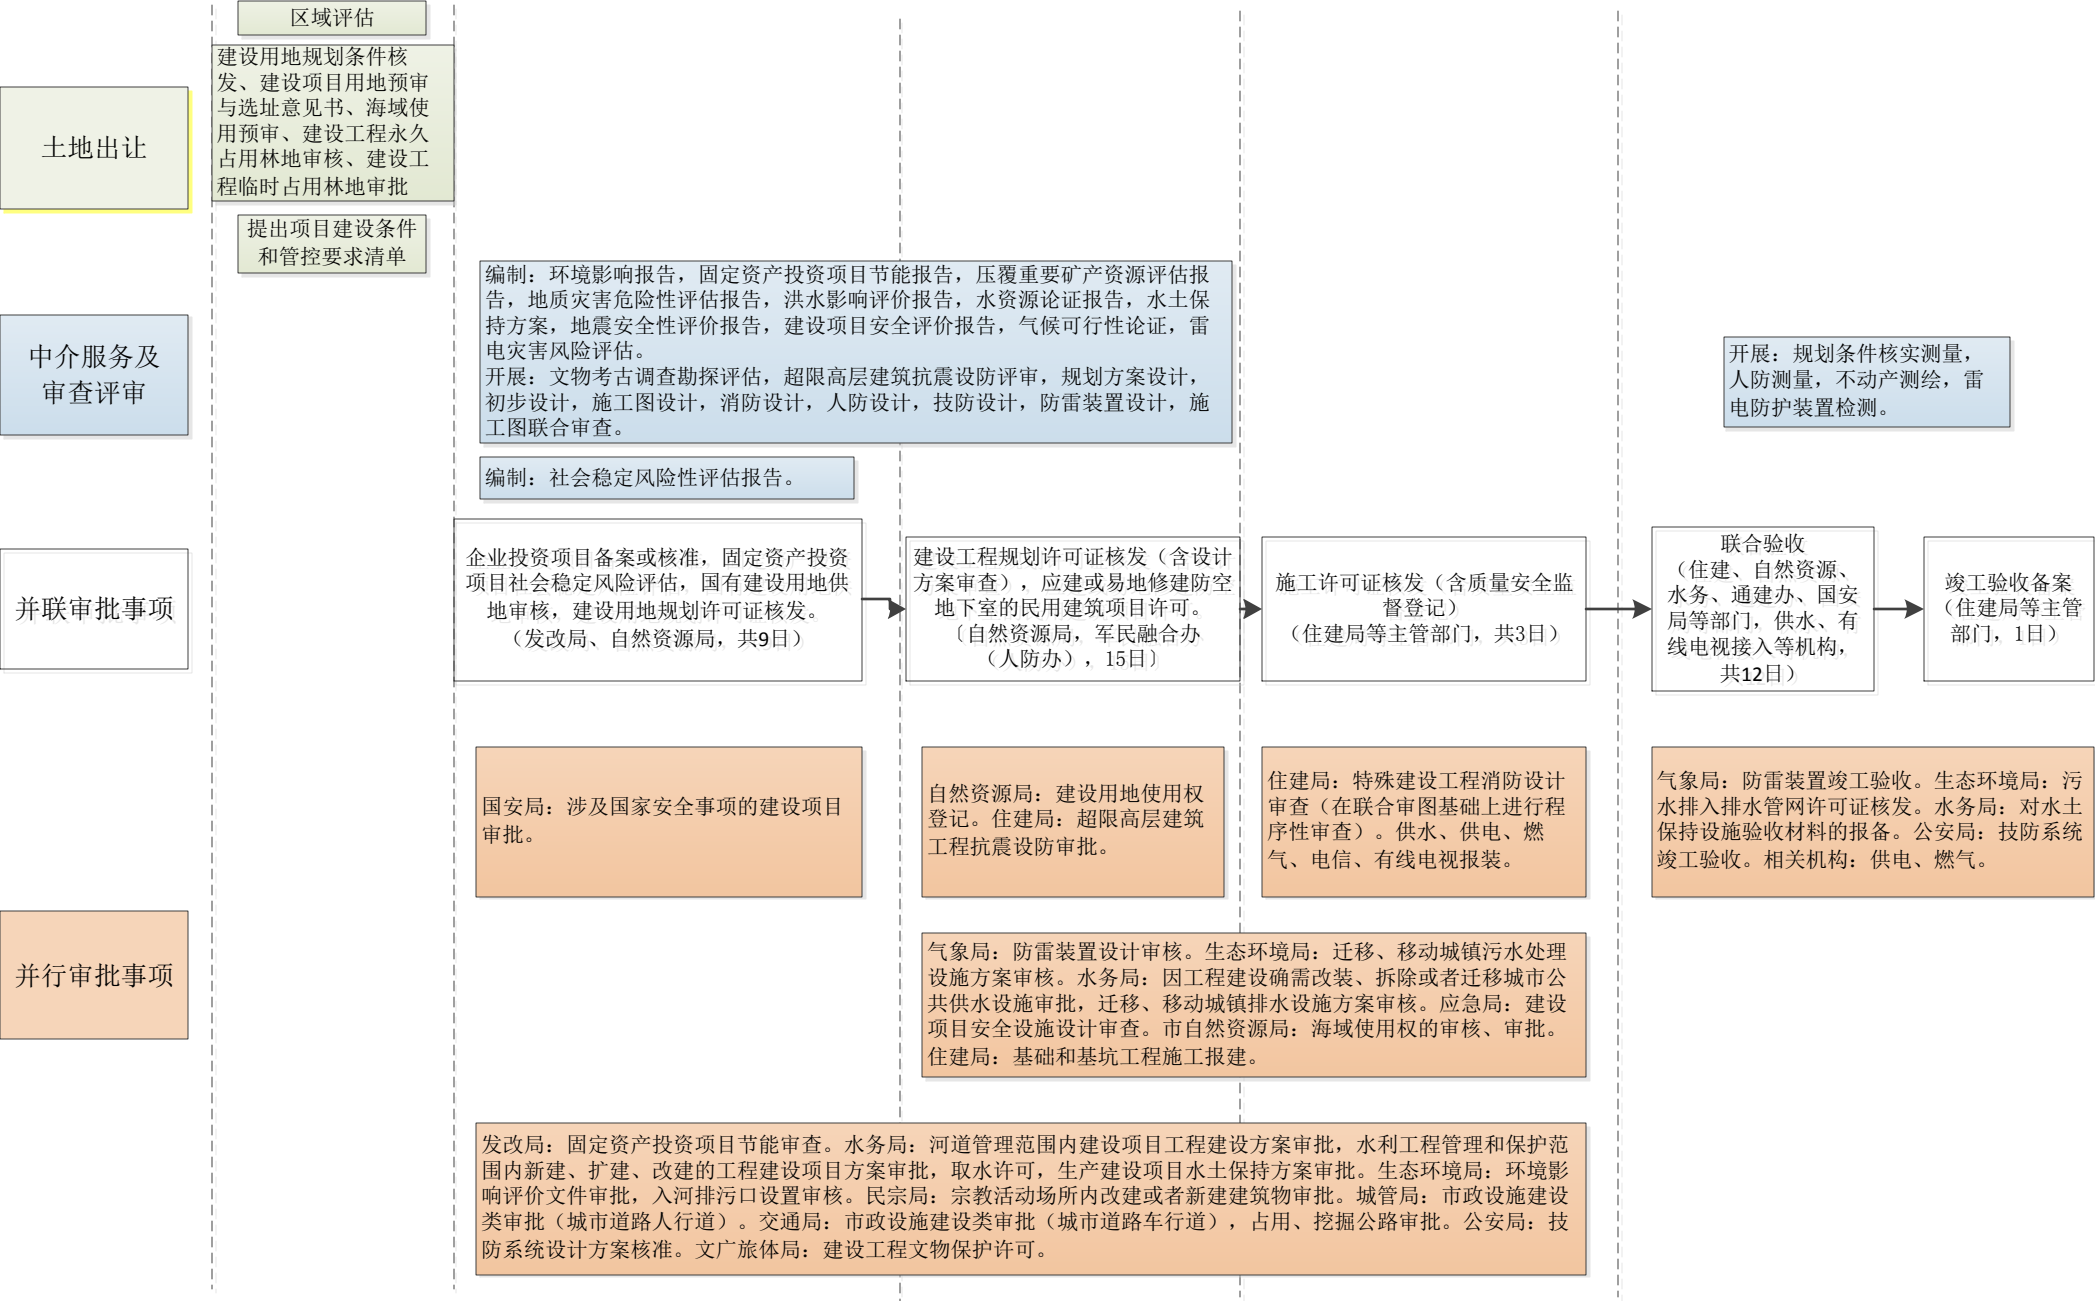 区域评估
建设用地规划条件核
发、建设项目用地预审
与选址意见书、海域使
用预审、建设工程永久
占用林地审核、建设工
程临时占用林地审批
土地出让
提出项目建设条件
和管控要求清单
中介服务及
审查评审
编制：环境影响报告，固定资产投资项目节能报告，压覆重要矿产资源评估报
告，地质灾害危险性评估报告，洪水影响评价报告，水资源论证报告，水土保
持方案，地震安全性评价报告，建设项目安全评价报告，气候可行性论证，雷
电灾害风险评估。
开展：文物考古调查勘探评估，超限高层建筑抗震设防评审，规划方案设计，
初步设计，施工图设计，消防设计，人防设计，技防设计，防雷装置设计，施
工图联合审查。
开展：规划条件核实测量，
人防测量，不动产测绘，雷
电防护装置检测。
编制：社会稳定风险性评估报告。
并联审批事项
企业投资项目备案或核准，固定资产投资
项目社会稳定风险评估，国有建设用地供
地审核，建设用地规划许可证核发。
（发改局、自然资源局，共9日）
建设工程规划许可证核发（含设计
方案审查），应建或易地修建防空
地下室的民用建筑项目许可。
〔自然资源局，军民融合办
（人防办），15日〕
施工许可证核发（含质量安全监
督登记）
（住建局等主管部门，共3日）
联合验收
（住建、自然资源、
水务、通建办、国安
局等部门，供水、有
线电视接入等机构，
共12日）
竣工验收备案
（住建局等主管
部门，1日）
并行审批事项
国安局：涉及国家安全事项的建设项目
审批。
自然资源局：建设用地使用权
登记。住建局：超限高层建筑
工程抗震设防审批。
住建局：特殊建设工程消防设计
审查（在联合审图基础上进行程
序性审查）。供水、供电、燃
气、电信、有线电视报装。
气象局：防雷装置竣工验收。生态环境局：污
水排入排水管网许可证核发。水务局：对水土
保持设施验收材料的报备。公安局：技防系统
竣工验收。相关机构：供电、燃气。
气象局：防雷装置设计审核。生态环境局：迁移、移动城镇污水处理
设施方案审核。水务局：因工程建设确需改装、拆除或者迁移城市公
共供水设施审批，迁移、移动城镇排水设施方案审核。应急局：建设
项目安全设施设计审查。市自然资源局：海域使用权的审核、审批。
住建局：基础和基坑工程施工报建。
发改局：固定资产投资项目节能审查。水务局：河道管理范围内建设项目工程建设方案审批，水利工程管理和保护范
围内新建、扩建、改建的工程建设项目方案审批，取水许可，生产建设项目水土保持方案审批。生态环境局：环境影
响评价文件审批，入河排污口设置审核。民宗局：宗教活动场所内改建或者新建建筑物审批。城管局：市政设施建设
类审批（城市道路人行道）。交通局：市政设施建设类审批（城市道路车行道），占用、挖掘公路审批。公安局：技
防系统设计方案核准。文广旅体局：建设工程文物保护许可。